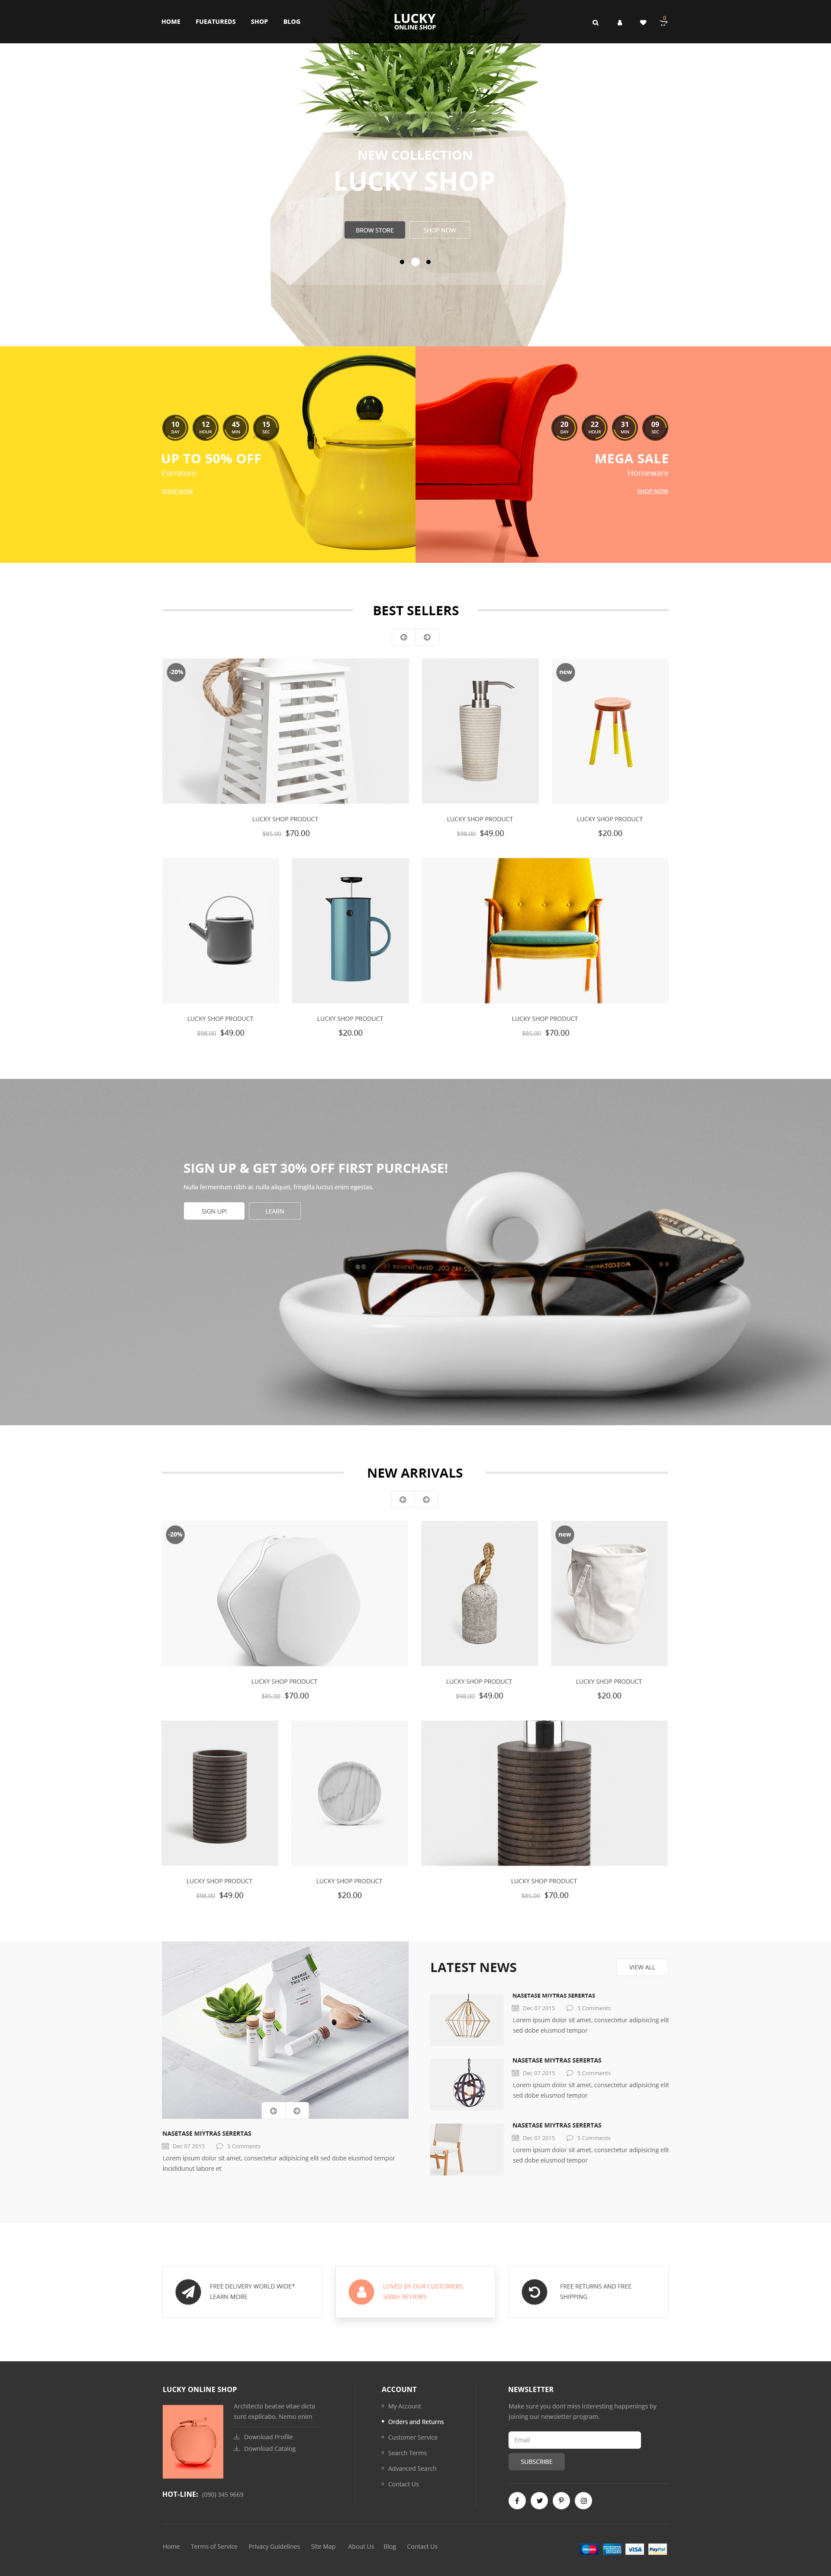 HOME FUEATUREDS SHOP BLOG
LUCKY
ONLINE SHOP
0
NEW COLLECTION
LUCKY SHOP
BROW STORE SHOP NOW
10 DAY 12 HOUR 45 MIN 15 SEC
UP TO 50% OFF
Furniture
SHOP NOW
20 DAY 22 HOUR 31 MIN 09 SEC
MEGA SALE
Homeware
SHOP NOW
BEST SELLERS
-20%
new
LUCKY SHOP PRODUCT
$85.00 $70.00
LUCKY SHOP PRODUCT
$98.00 $49.00
LUCKY SHOP PRODUCT
$20.00
LUCKY SHOP PRODUCT
$98.00 $49.00
LUCKY SHOP PRODUCT
$20.00
LUCKY SHOP PRODUCT
$85.00 $70.00
SIGN UP & GET 30% OFF FIRST PURCHASE!
Nulla fermentum nibh ac nulla aliquet, fringilla luctus enim egestas.
SIGN UP! LEARN
NEW ARRIVALS
-20%
new
LUCKY SHOP PRODUCT
$85.00 $70.00
LUCKY SHOP PRODUCT
$98.00 $49.00
LUCKY SHOP PRODUCT
$20.00
LUCKY SHOP PRODUCT
$98.00 $49.00
LUCKY SHOP PRODUCT
$20.00
LUCKY SHOP PRODUCT
$85.00 $70.00
CHANGE
THIS TEXT
NASETASE MIYTRAS SERERTAS
Dec 07 2015 5 Comments
Lorem ipsum dolor sit amet, consectetur adipisicing elit sed dobe eiusmod tempor
incididunut labore et
LATEST NEWS
VIEW ALL
NASETASE MIYTRAS SERERTAS
Dec 07 2015 5 Comments
Lorem ipsum dolor sit amet, consectetur adipisicing elit
sed dobe eiusmod tempor
NASETASE MIYTRAS SERERTAS
Dec 07 2015 5 Comments
Lorem ipsum dolor sit amet, consectetur adipisicing elit
sed dobe eiusmod tempor
NASETASE MIYTRAS SERERTAS
Dec 07 2015 5 Comments
Lorem ipsum dolor sit amet, consectetur adipisicing elit
sed dobe eiusmod tempor
FREE DELIVERY WORLD WIDE*
LEARN MORE
LOVED BY OUR CUSTOMERS,
5000+ REVIEWS
FREE RETURNS AND FREE
SHIPPING
LUCKY ONLINE SHOP
Architecto beatae vitae dicta
sunt explicabo. Nemo enim
Download Profile
Download Catalog
HOT-LINE: (090) 345 9669
ACCOUNT
My Account
Orders and Returns
Customer Service
Search Terms
Advanced Search
Contact Us
NEWSLETTER
Make sure you dont miss interesting happenings by
joining our newsletter program.
Email
SUBSCRIBE
Home Terms of Service Privacy Guidelines Site Map About Us Blog Contact Us
VISA PayPal